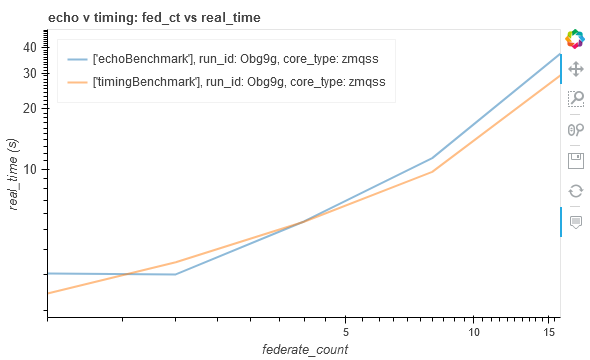 echo v timing: fed_ct vs real_time
['echoBenchmark'], run_id: Obg9g, core_type: zmqss
['timingBenchmark'], run_id: Obg9g, core_type: zmqss
real_time (s)
40
30
20
10
5
10
15
federate_count